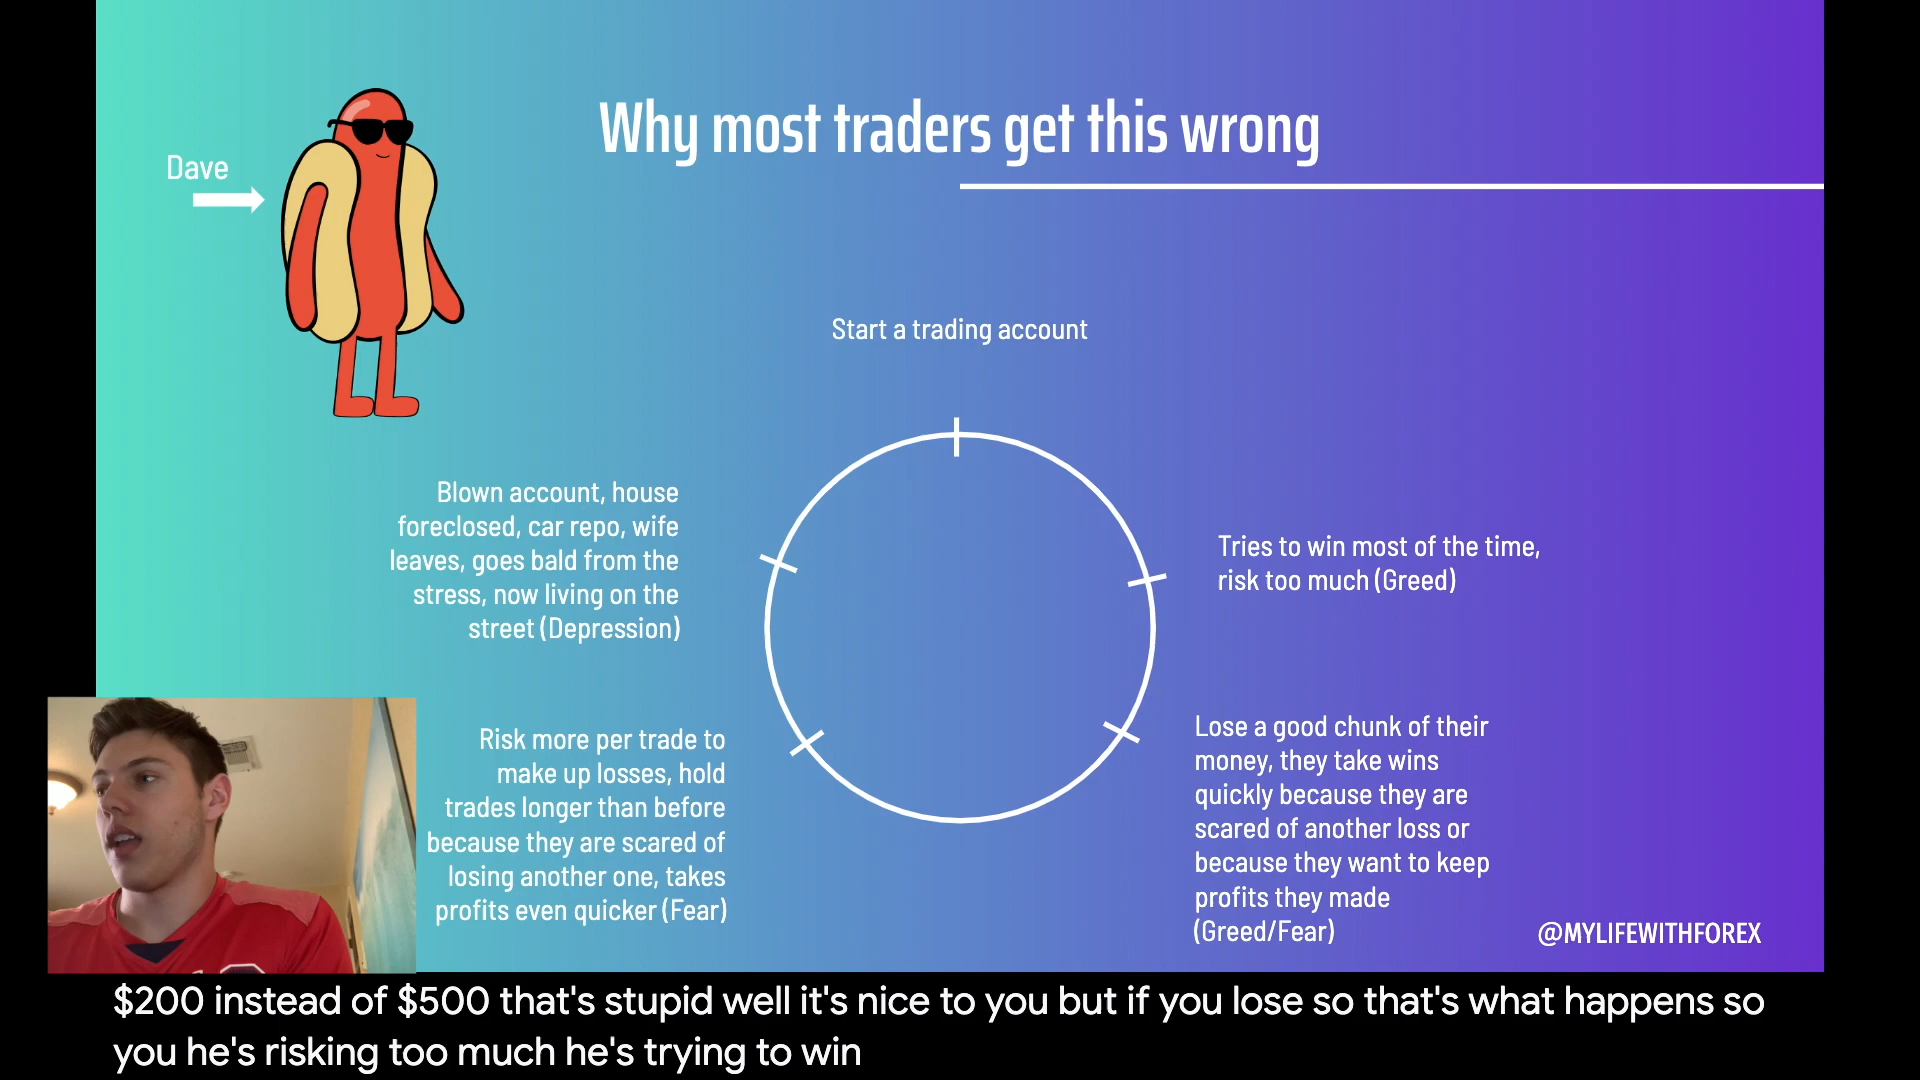 Why most traders get this wrong
Dave
Start a trading account
Tries to win most of the time,
risk too much (Greed)
Lose a good chunk of their
money, they take wins
quickly because they are
scared of another loss or
because they want to keep
profits they made
(Greed/Fear)
Risk more per trade to
make up losses, hold
trades longer than before
because they are scared of
losing another one, takes
profits even quicker (Fear)
Blown account, house
foreclosed, car repo, wife
leaves, goes bald from the
stress, now living on the
street (Depression)
@MYLIFEWITHFOREX
$200 instead of $500 that's stupid well it's nice to you but if you lose so that's what happens so
you he's risking too much he's trying to win